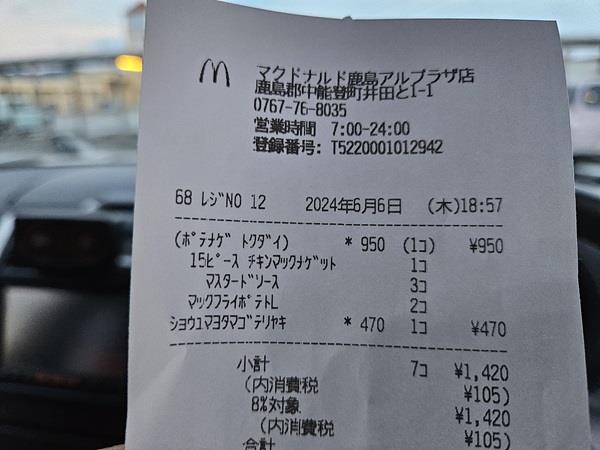 マクドナルド鹿島アルプラザ店
鹿島郡中能登町井田と1-1
0767-76-8035
営業時間 7:00-24:00
登録番号: T5220001012942
68 レジNO 12 2024年6月6日 (木)18:57
(ポテナゲ トクダイ) * 950 (1コ) ¥950
15ピース チキンマックナゲット 1コ
マスタードソース 3コ
マックフライポテトL 2コ
ショウユマヨタマゴテリヤキ * 470 1コ ¥470
小計 7コ ¥1,420
(内消費税 ¥105)
8%対象 ¥1,420
(内消費税 ¥105)
合計